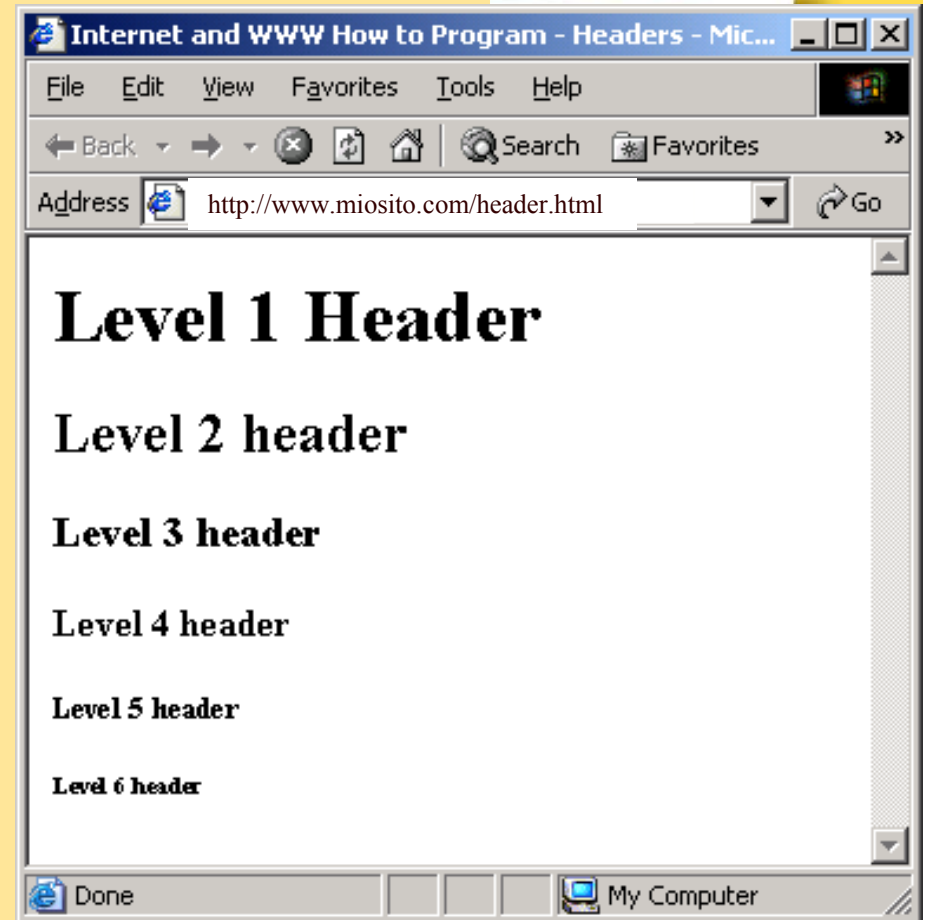 Internet and WWW How to Program - Headers - Mic...
File Edit View Favorites Tools Help
Back Search Favorites »
Address http://www.miosito.com/header.html Go
Level 1 Header
Level 2 header
Level 3 header
Level 4 header
Level 5 header
Level 6 header
Done My Computer